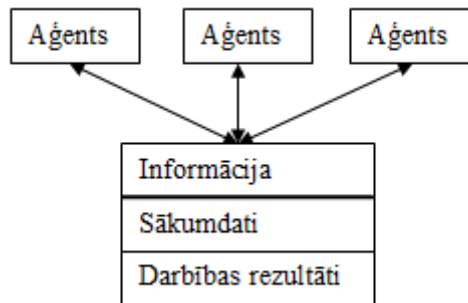 Aģents
Aģents
Aģents
Informācija
Sākumdati
Darbības rezultāti